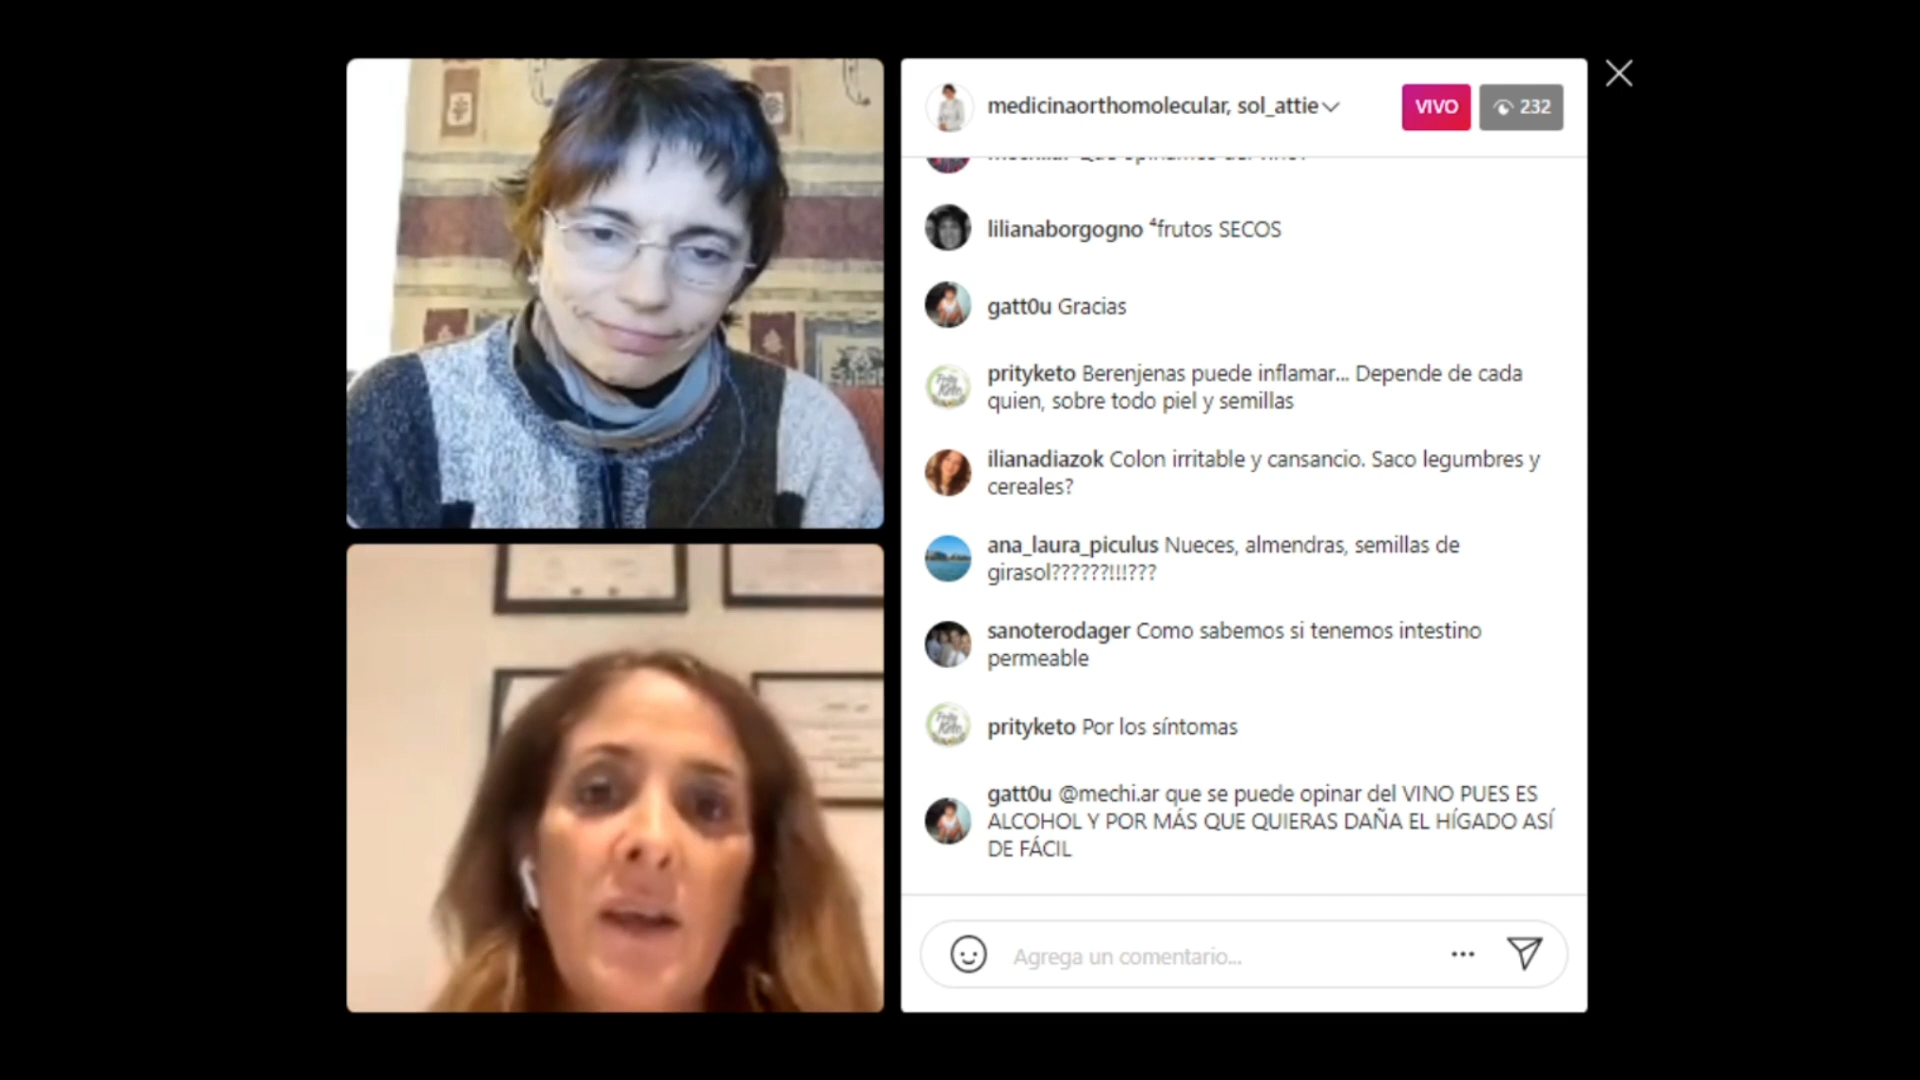 medicinaorthomolecular, sol_attie
VIVO
232
lilianaborgogno ⁴frutos SECOS
gatt0u Gracias
prityketo Berenjenas puede inflamar... Depende de cada
quien, sobre todo piel y semillas
ilianadiazok Colon irritable y cansancio. Saco legumbres y
cereales?
ana_laura_piculus Nueces, almendras, semillas de
girasol??????!!!???
sanoterodager Como sabemos si tenemos intestino
permeable
prityketo Por los síntomas
gatt0u @mechi.ar que se puede opinar del VINO PUES ES
ALCOHOL Y POR MÁS QUE QUIERAS DAÑA EL HÍGADO ASÍ
DE FÁCIL
Agrega un comentario...